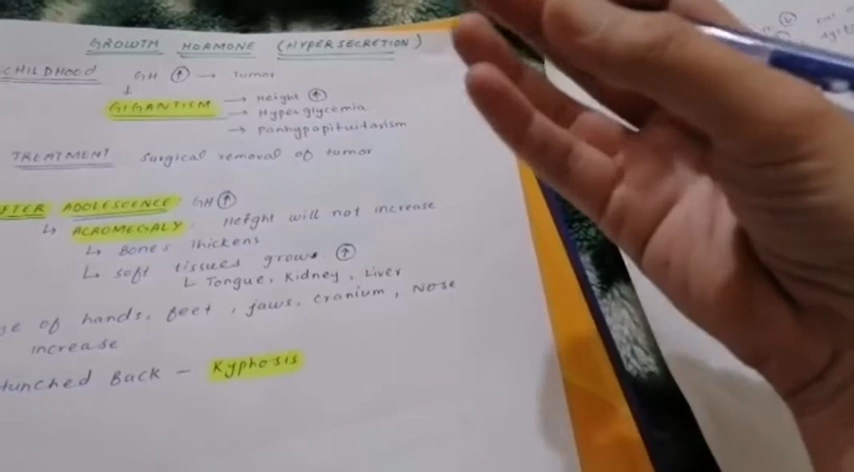 GROWTH HORMONE (HYPERSECRETION)
CHILDHOOD GH ↑ → Tumor
↓
GIGANTISM → Height ↑
→ Hyperglycemia
→ Panhypopituitarism
TREATMENT Surgical removal of tumor
ADOLESCENCE GH ↑
↳ ACROMEGALY Height will not increase
↳ Bones Thickens
↳ Soft tissues grows ↑
↳ Tongue, Kidney, Liver
of hands, feet, jaws, cranium, Nose
increase
Hunched Back - Kyphosis